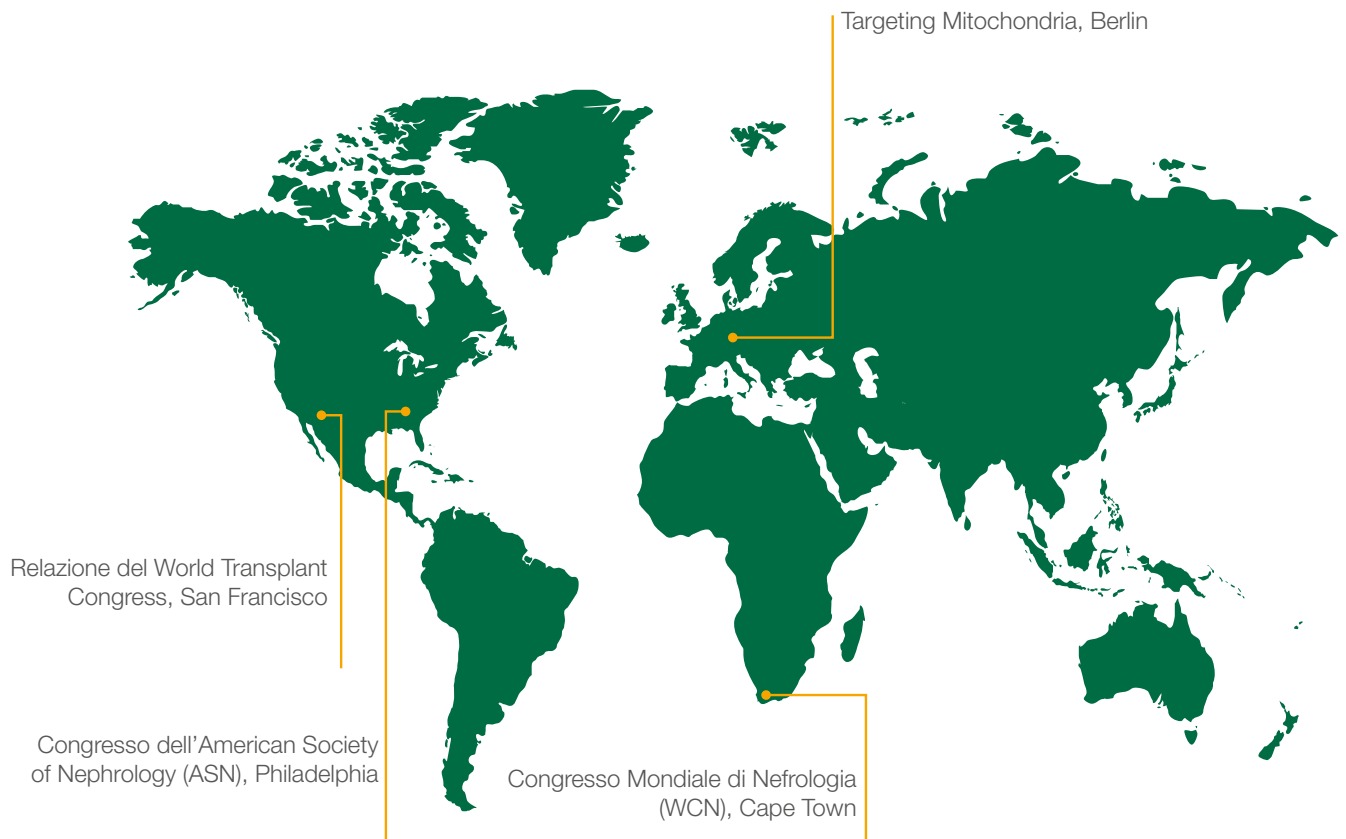 Targeting Mitochondria, Berlin
Relazione del World Transplant
Congress, San Francisco
Congresso dell’American Society
of Nephrology (ASN), Philadelphia
Congresso Mondiale di Nefrologia
(WCN), Cape Town